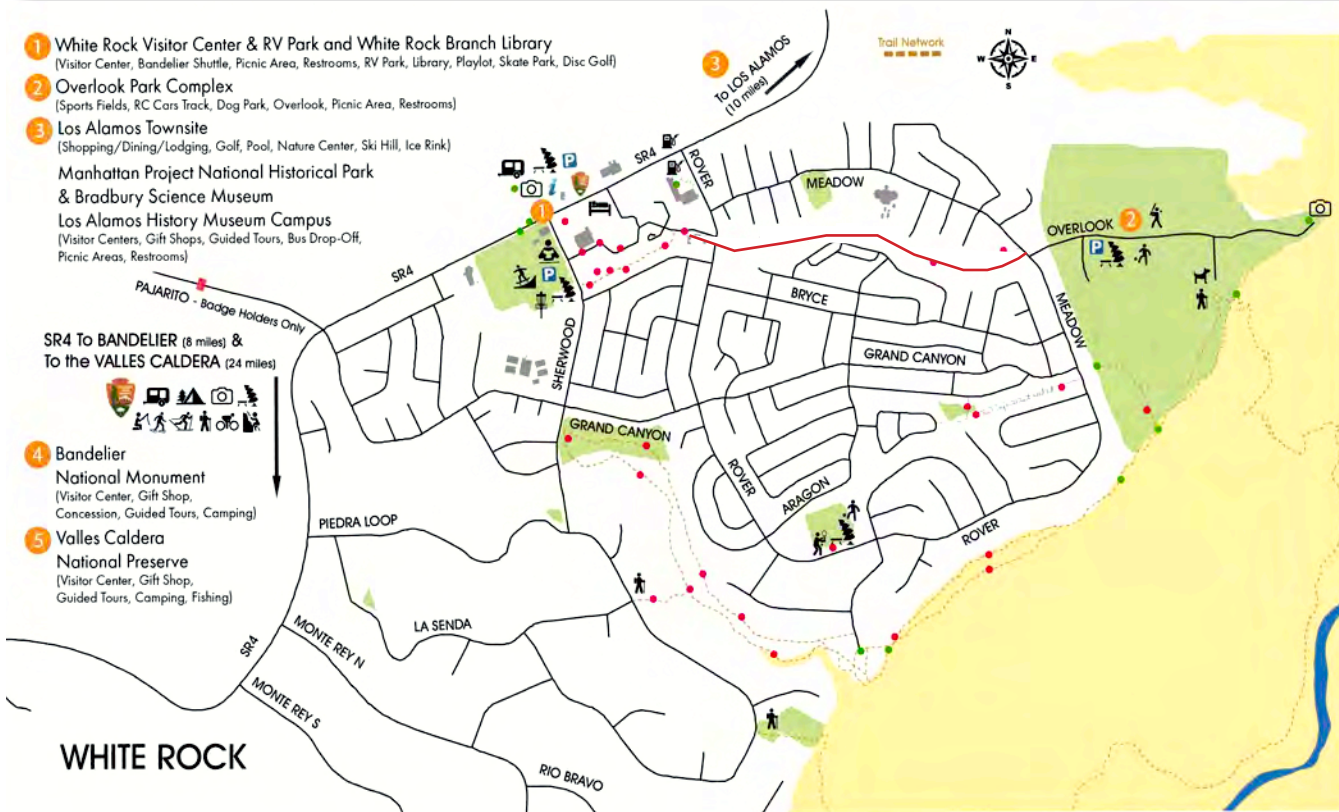 1 White Rock Visitor Center & RV Park and White Rock Branch Library
(Visitor Center, Bandelier Shuttle, Picnic Area, Restrooms, RV Park, Library, Playlot, Skate Park, Disc Golf)
2 Overlook Park Complex
(Sports Fields, RC Cars Track, Dog Park, Overlook, Picnic Area, Restrooms)
3 Los Alamos Townsite
(Shopping/Dining/Lodging, Golf, Pool, Nature Center, Ski Hill, Ice Rink)
Manhattan Project National Historical Park
& Bradbury Science Museum
Los Alamos History Museum Campus
(Visitor Centers, Gift Shops, Guided Tours, Bus Drop-Off,
Picnic Areas, Restrooms)
PAJARITO - Badge Holders Only
SR4 To BANDELIER (8 miles) &
To the VALLES CALDERA (24 miles)
4 Bandelier
National Monument
(Visitor Center, Gift Shop,
Concession, Guided Tours, Camping)
5 Valles Caldera
National Preserve
(Visitor Center, Gift Shop,
Guided Tours, Camping, Fishing)
WHITE ROCK
3
To LOS ALAMOS
(10 miles)
Trail Network
N
W E
S
SR4
ROVER
MEADOW
P
i
1
OVERLOOK
2
P
SR4
P
BRYCE
MEADOW
GRAND CANYON
SHERWOOD
GRAND CANYON
ROVER
ARAGON
ROVER
PIEDRA LOOP
LA SENDA
SR4
MONTE REY N
MONTE REY S
RIO BRAVO